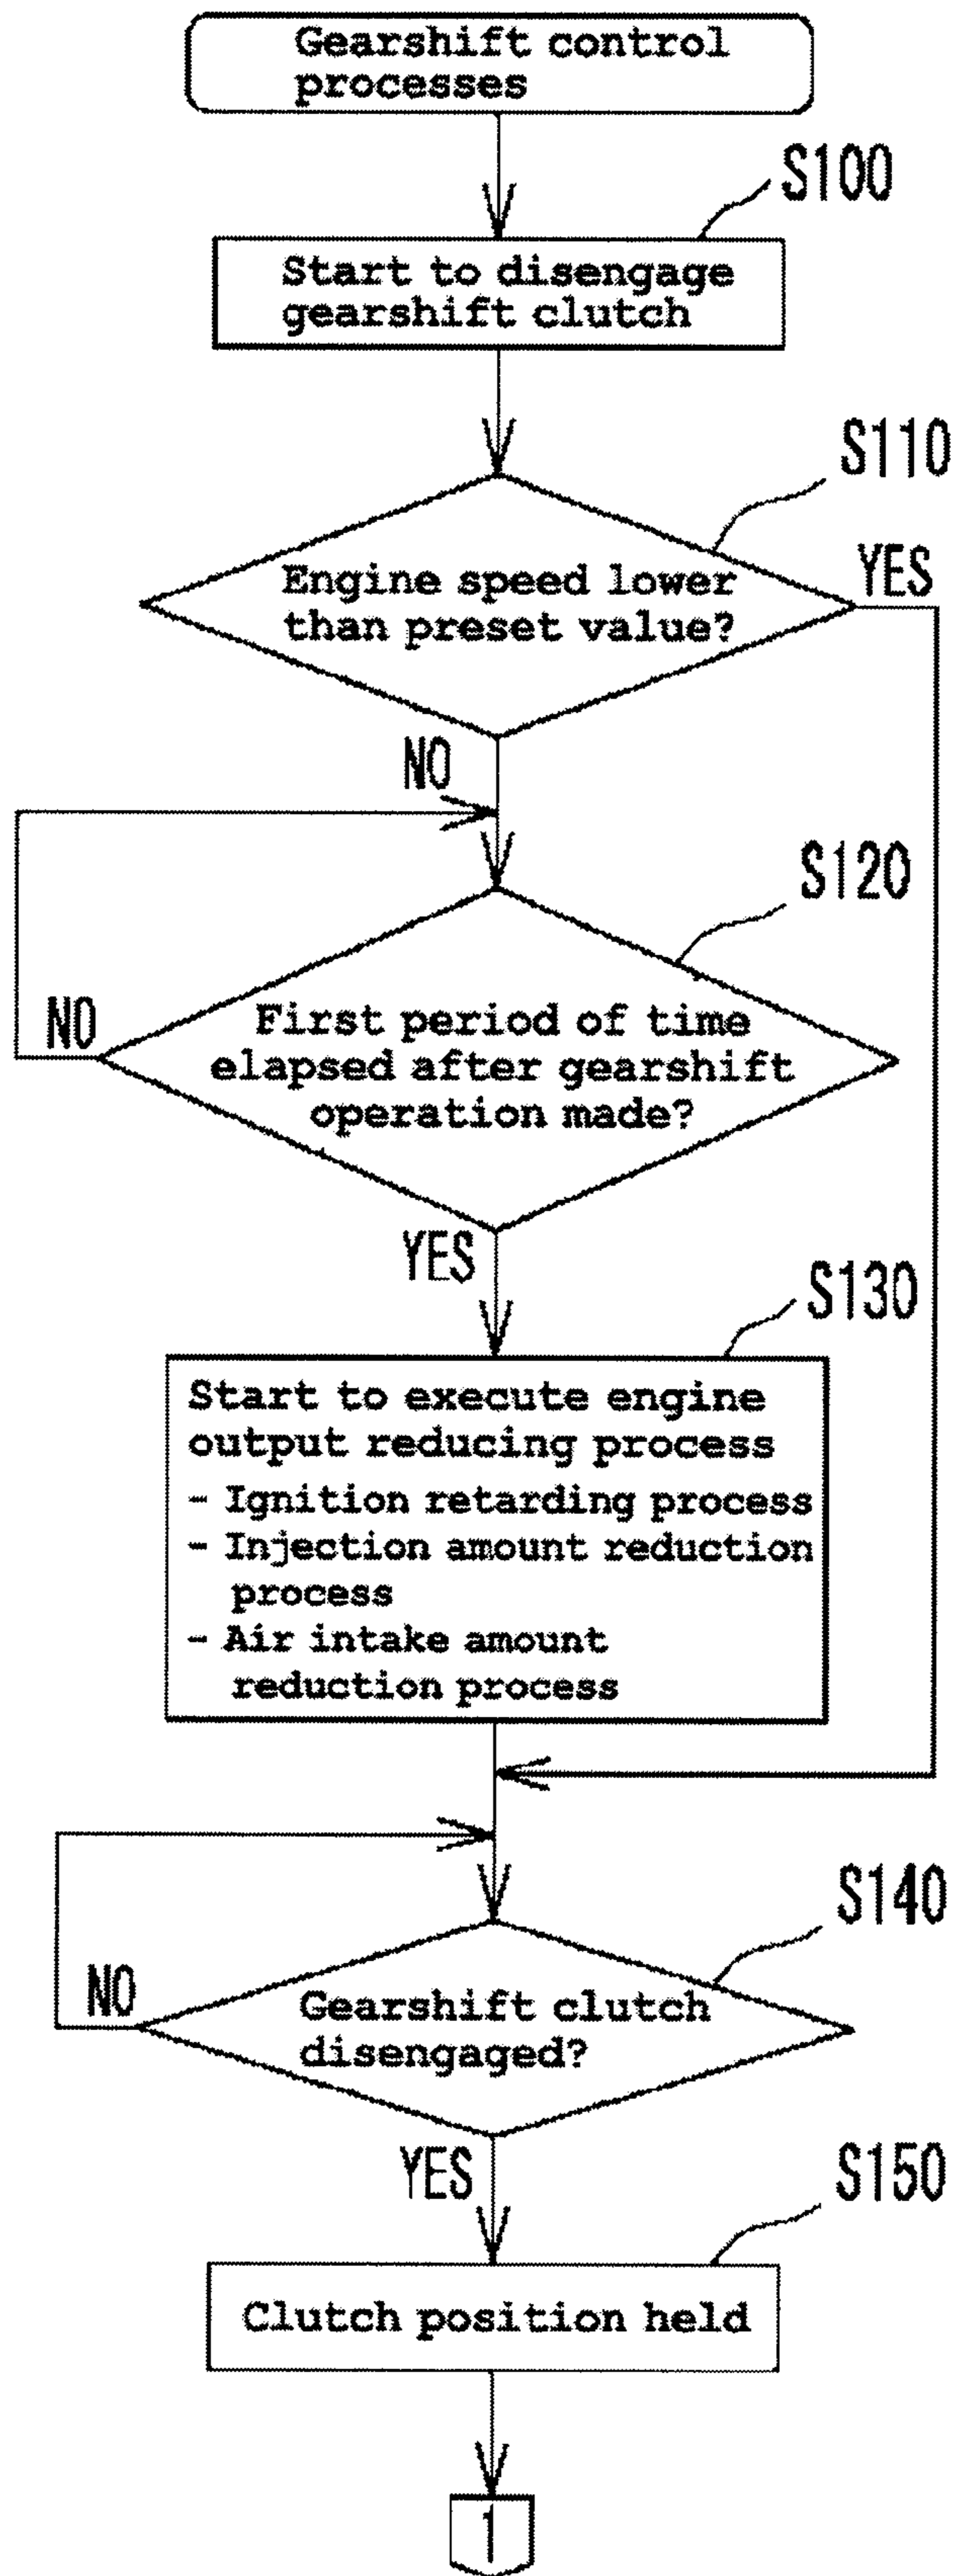 Gearshift control
processes
S100
Start to disengage
gearshift clutch
S110
Engine speed lower
than preset value?
YES
NO
S120
First period of time
elapsed after gearshift
operation made?
NO
YES
S130
Start to execute engine
output reducing process
- Ignition retarding process
- Injection amount reduction
process
- Air intake amount
reduction process
S140
Gearshift clutch
disengaged?
NO
YES
S150
Clutch position held
1